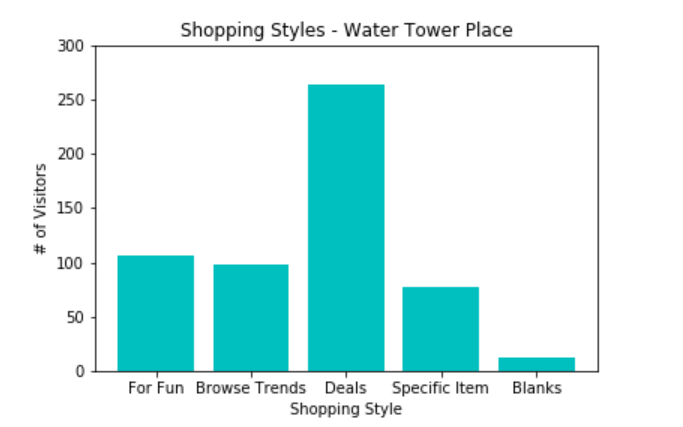 Shopping Styles - Water Tower Place
300
250
200
150
100
50
0
# of Visitors
For Fun Browse Trends Deals Specific Item Blanks
Shopping Style